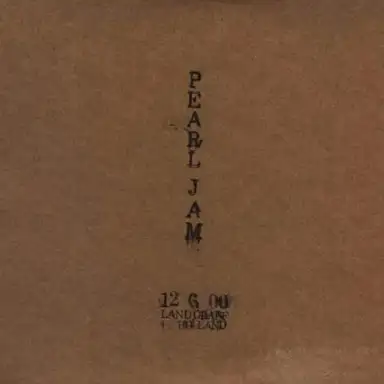 PEARL JAM
12 6 00
LANDGRAAF
HOLLAND